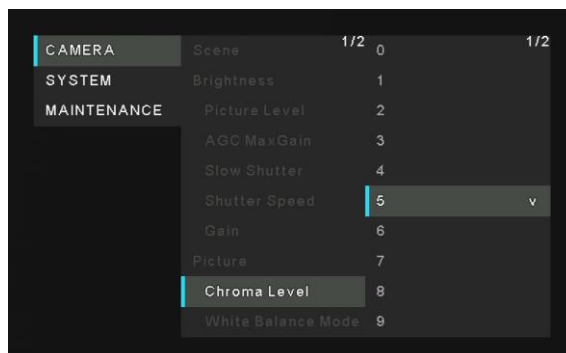 CAMERA
SYSTEM
MAINTENANCE
1/2
Scene
Brightness
Picture Level
AGC MaxGain
Slow Shutter
Shutter Speed
Gain
Picture
Chroma Level
White Balance Mode
1/2
0
1
2
3
4
5 v
6
7
8
9